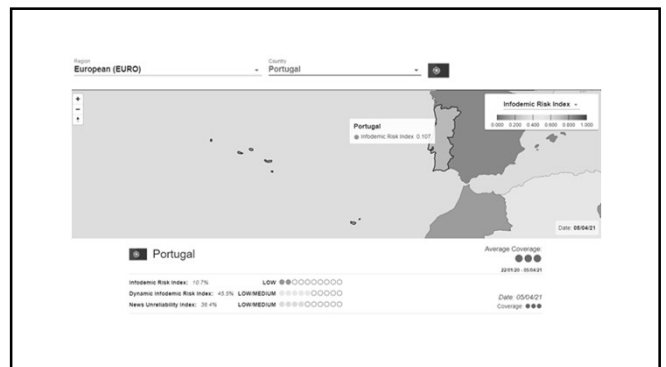 Region
European (EURO)
Country
Portugal
+
-
Infodemic Risk Index
0.000 0.200 0.400 0.600 0.800 1.000
Portugal
Infodemic Risk Index 0.107
Date: 05/04/21
Portugal
Average Coverage:
22/01/20 - 05/04/21
Infodemic Risk Index: 10.7% LOW
Dynamic Infodemic Risk Index: LOW/MEDIUM
News Unreliability Index: 36.4% LOW/MEDIUM
Date: 05/04/21
Coverage: